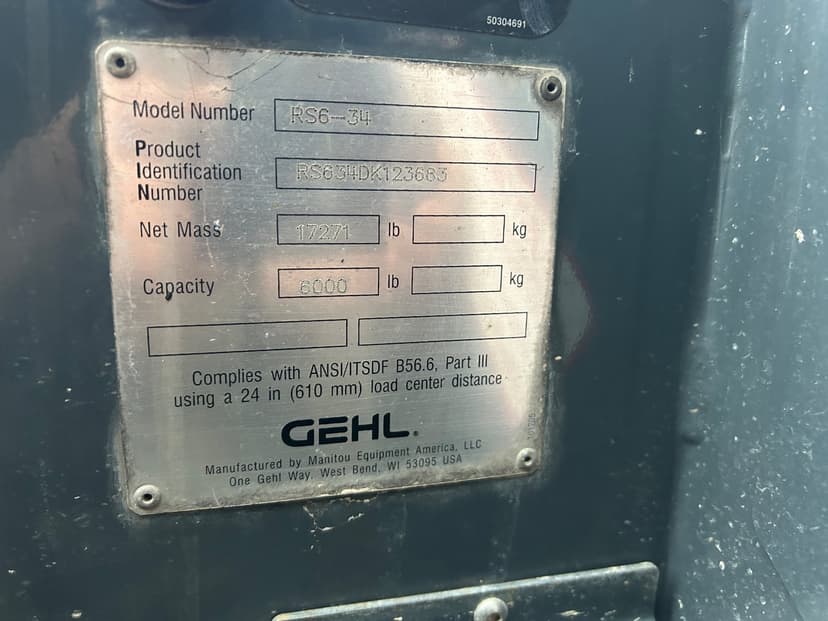 50304691
Model Number RS6-34
Product
Identification RS634DK123683
Number
Net Mass 17271 lb kg
Capacity 6000 lb kg
Complies with ANSI/ITSDF B56.6, Part III
using a 24 in (610 mm) load center distance
GEHL®
Manufactured by Manitou Equipment America, LLC
One Gehl Way, West Bend, WI 53095 USA